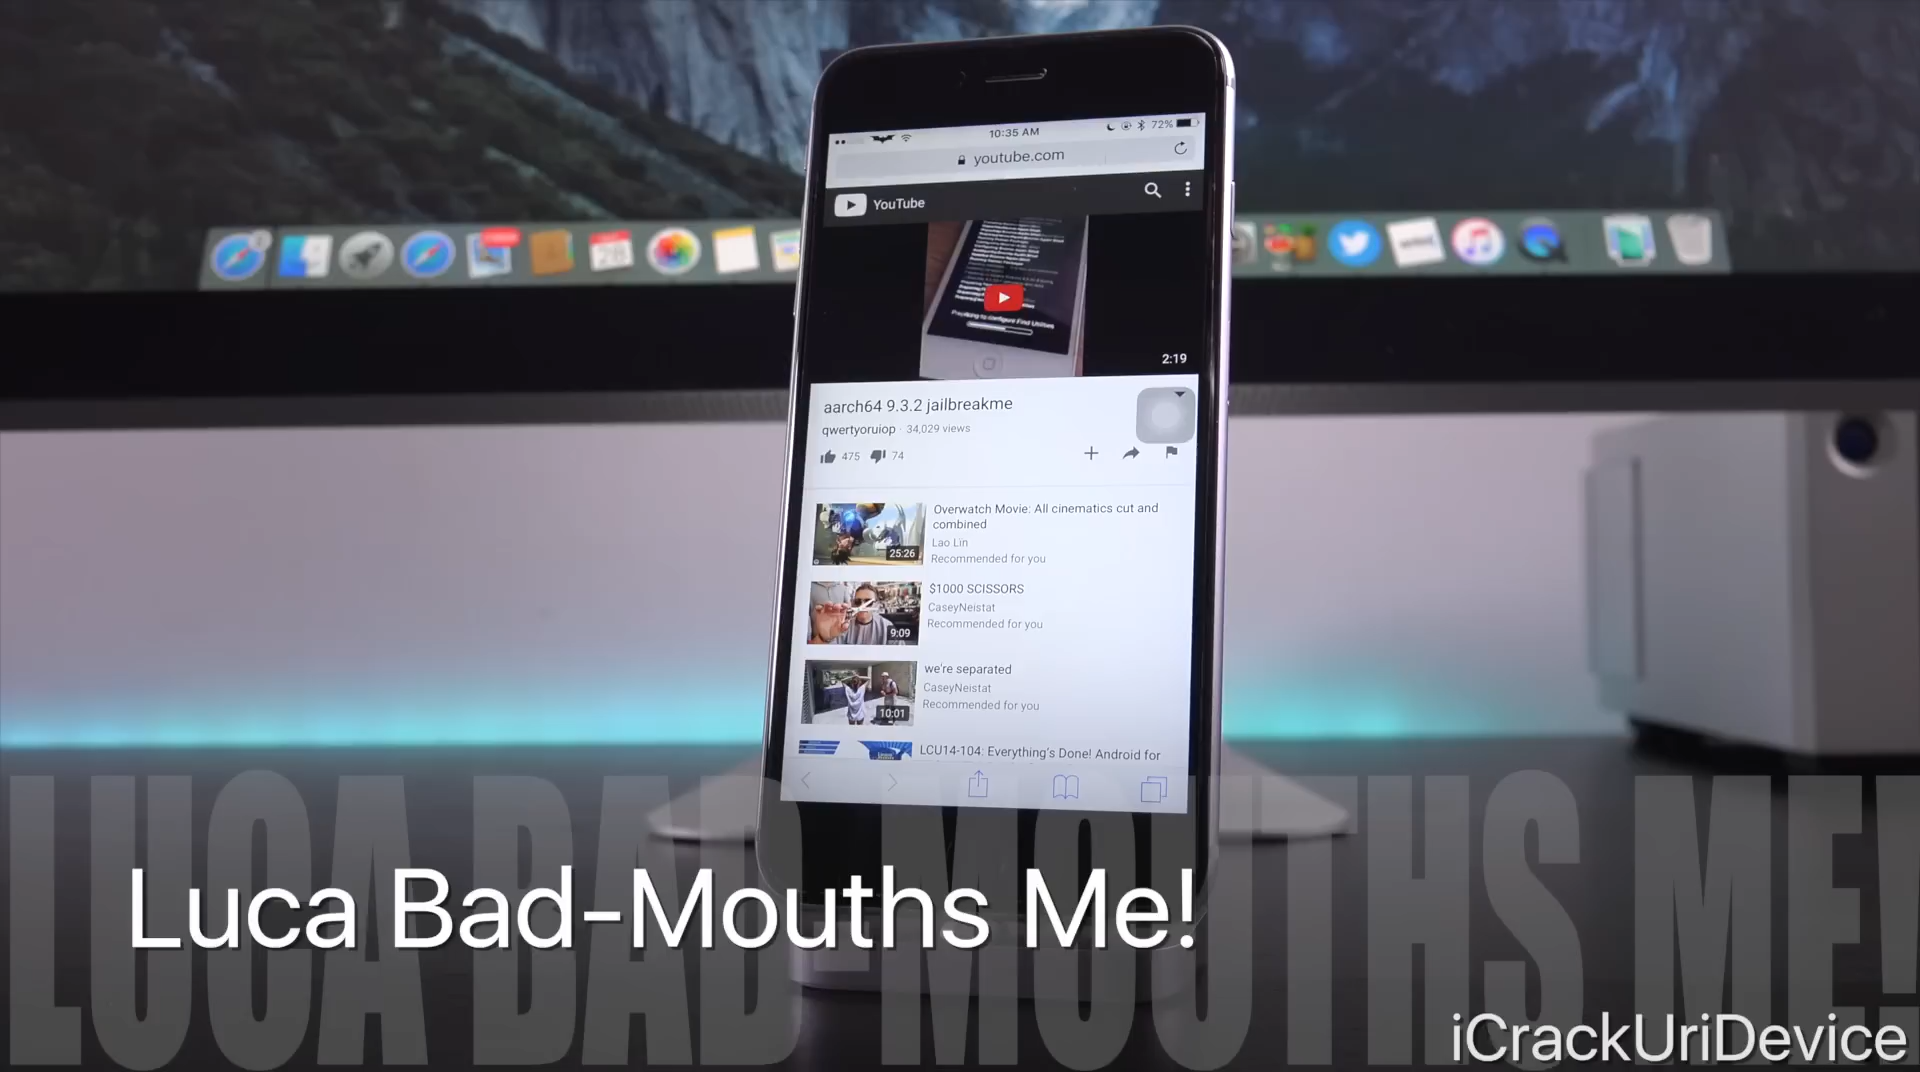 10:35 AM
72%
youtube.com
YouTube
2:19
aarch64 9.3.2 jailbreakme
qwertyoruiop · 34,029 views
475
74
Overwatch Movie: All cinematics cut and
combined
Lao Lin
Recommended for you
25:26
$1000 SCISSORS
CaseyNeistat
Recommended for you
9:09
we're separated
CaseyNeistat
Recommended for you
10:01
LCU14-104: Everything's Done! Android for
LUCA BAD-MOUTHS ME!
Luca Bad-Mouths Me!
iCrackUriDevice